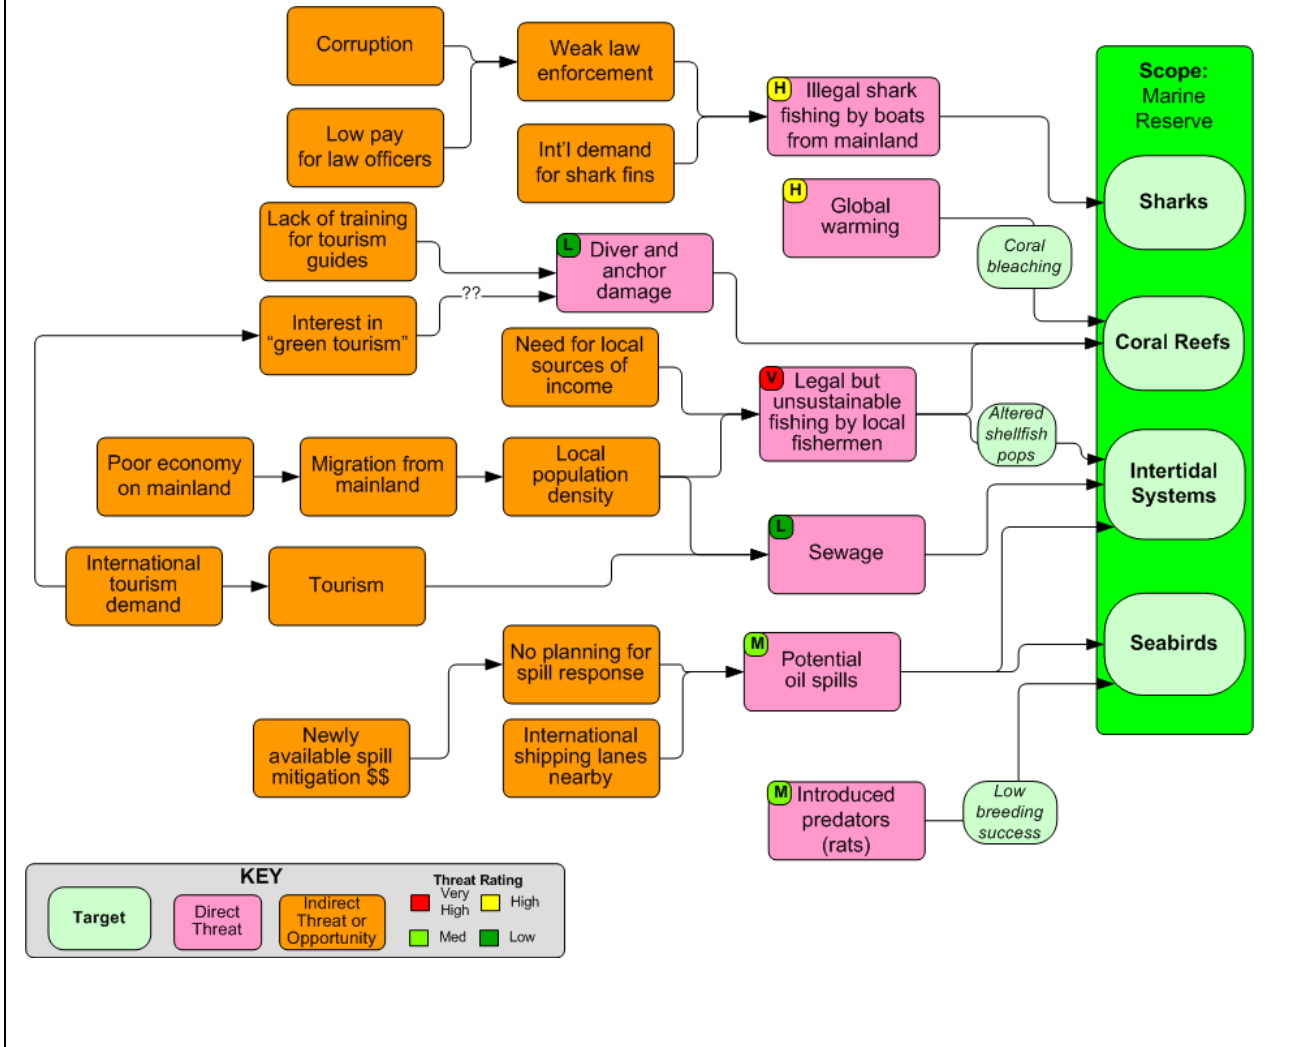 Corruption
Low pay
for law officers
Weak law
enforcement
Int'l demand
for shark fins
H
Illegal shark
fishing by boats
from mainland
H
Global
warming
Lack of training
for tourism
guides
Interest in
“green tourism”
??
L
Diver and
anchor
damage
Need for local
sources of
income
V
Legal but
unsustainable
fishing by local
fishermen
Poor economy
on mainland
Migration from
mainland
Local
population
density
International
tourism
demand
Tourism
L
Sewage
No planning for
spill response
Newly
available spill
mitigation $$
International
shipping lanes
nearby
M
Potential
oil spills
M
Introduced
predators
(rats)
Coral
bleaching
Altered
shellfish
pops
Low
breeding
success
Scope:
Marine
Reserve
Sharks
Coral Reefs
Intertidal
Systems
Seabirds
KEY
Target
Direct
Threat
Indirect
Threat or
Opportunity
Threat Rating
Very
High
High
Med
Low